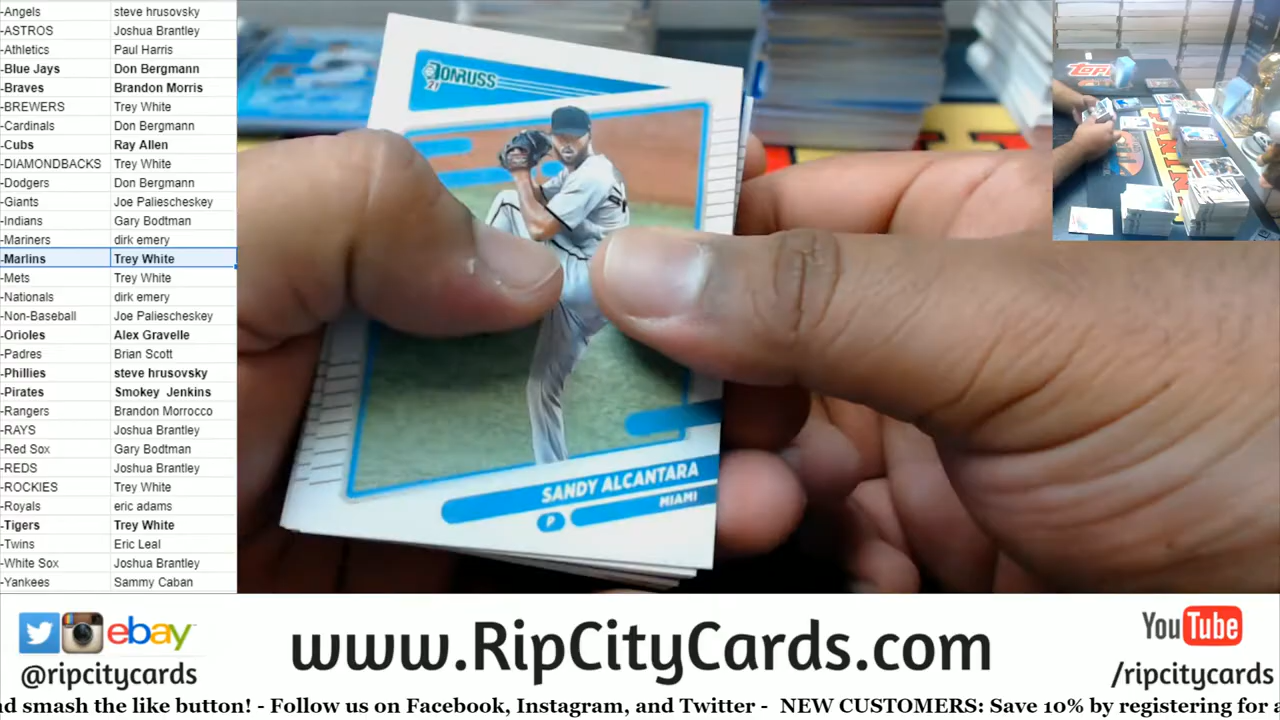 -Angels steve hrusovsky
-ASTROS Joshua Brantley
-Athletics Paul Harris
-Blue Jays Don Bergmann
-Braves Brandon Morris
-BREWERS Trey White
-Cardinals Don Bergmann
-Cubs Ray Allen
-DIAMONDBACKS Trey White
-Dodgers Don Bergmann
-Giants Joe Paliescheskey
-Indians Gary Bodtman
-Mariners dirk emery
-Marlins Trey White
-Mets Trey White
-Nationals dirk emery
-Non-Baseball Joe Paliescheskey
-Orioles Alex Gravelle
-Padres Brian Scott
-Phillies steve hrusovsky
-Pirates Smokey Jenkins
-Rangers Brandon Morrocco
-RAYS Joshua Brantley
-Red Sox Gary Bodtman
-REDS Joshua Brantley
-ROCKIES Trey White
-Royals eric adams
-Tigers Trey White
-Twins Eric Leal
-White Sox Joshua Brantley
-Yankees Sammy Caban
DONRUSS
21
SANDY ALCANTARA
MIAMI
P
TOPPS
PANINI
ebay
@ripcitycards
www.RipCityCards.com
YouTube
/ripcitycards
nd smash the like button! - Follow us on Facebook, Instagram, and Twitter - NEW CUSTOMERS: Save 10% by registering for a